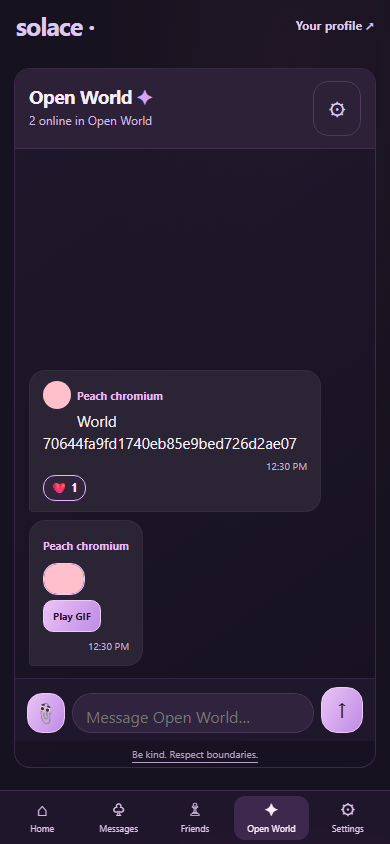 solace
Your profile ↗
Open World ✦
2 online in Open World
Peach chromium
World
70644fa9fd1740eb85e9bed726d2ae07
12:30 PM
1
Peach chromium
Play GIF
12:30 PM
Message Open World...
Be kind. Respect boundaries.
Home
Messages
Friends
Open World
Settings